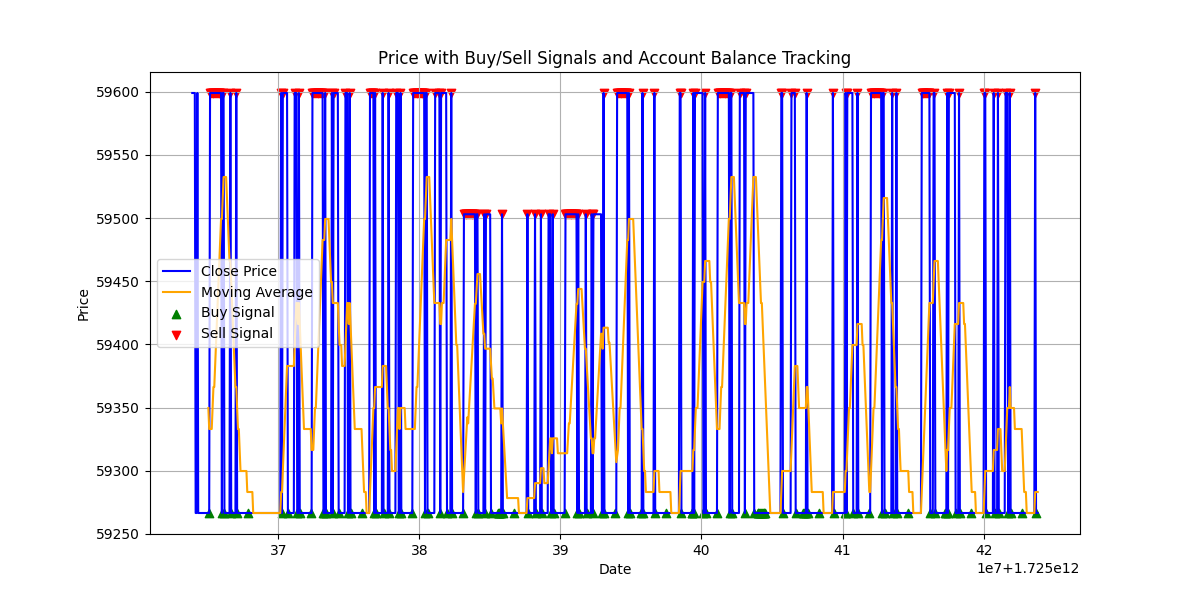 Price with Buy/Sell Signals and Account Balance Tracking
59600
59550
59500
59450
59400
59350
59300
59250
Price
Close Price
Moving Average
Buy Signal
Sell Signal
37 38 39 40 41 42
Date
1e7+1.725e12